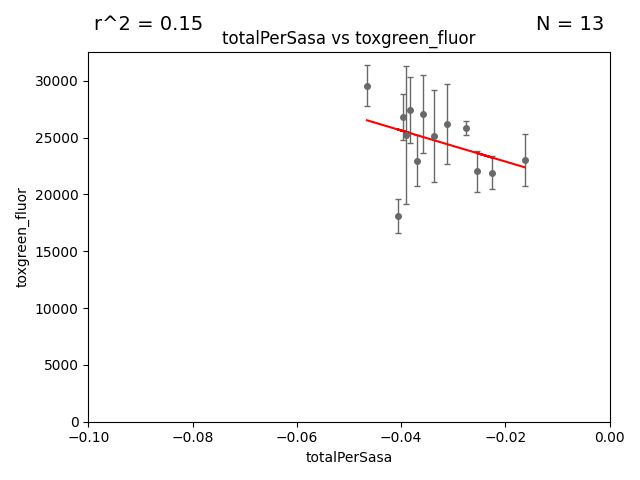 r^2 = 0.15
N = 13
totalPerSasa vs toxgreen_fluor
30000
25000
20000
15000
10000
5000
0
toxgreen_fluor
−0.10
−0.08
−0.06
−0.04
−0.02
0.00
totalPerSasa